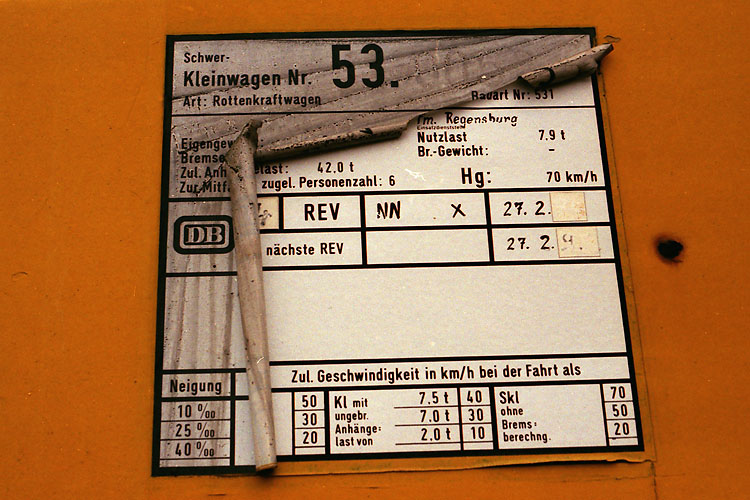 Schwer-
Kleinwagen Nr. 53.
Art: Rottenkraftwagen Bauart Nr: 531
Tm. Regensburg
Einsatzdienststelle
Nutzlast 7.9 t
Br.-Gewicht: -
Zul. 42.0 t
zugel. Personenzahl: 6 Hg: 70 km/h
REV NN X 27. 2.
DB
nächste REV 27. 2.
Zul. Geschwindigkeit in km/h bei der Fahrt als
Neigung
10 ‰ 50 Kl mit 7.5 t 40 Skl 70
25 ‰ 30 ungebr. 7.0 t 30 ohne 50
40 ‰ 20 Anhänge- 2.0 t 10 Brems- 20
last von berechng.